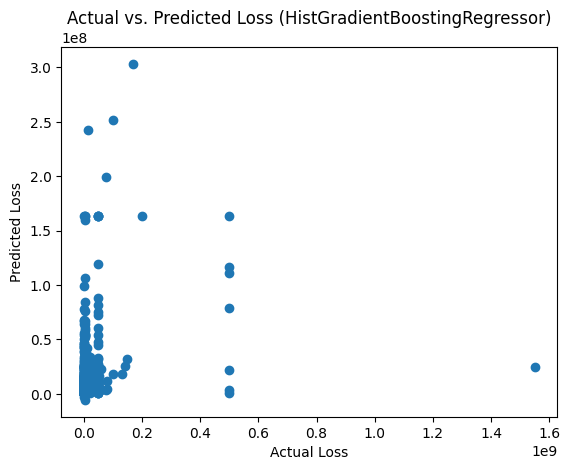 Actual vs. Predicted Loss (HistGradientBoostingRegressor)
1e8
3.0
2.5
2.0
1.5
1.0
0.5
0.0
Predicted Loss
0.0 0.2 0.4 0.6 0.8 1.0 1.2 1.4 1.6
1e9
Actual Loss